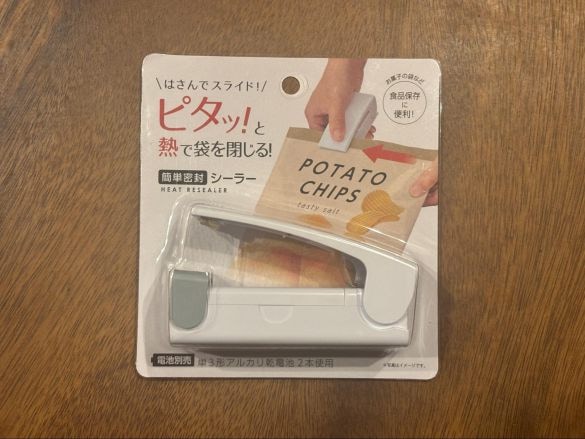 \はさんでスライド!/
ピタッ!と
熱で袋を閉じる!
簡単密封 シーラー
HEAT RESEALER
お菓子の袋など
食品保存
に
便利!
POTATO
CHIPS
tasty salt
電池別売 単3形アルカリ乾電池2本使用
※写真はイメージです。